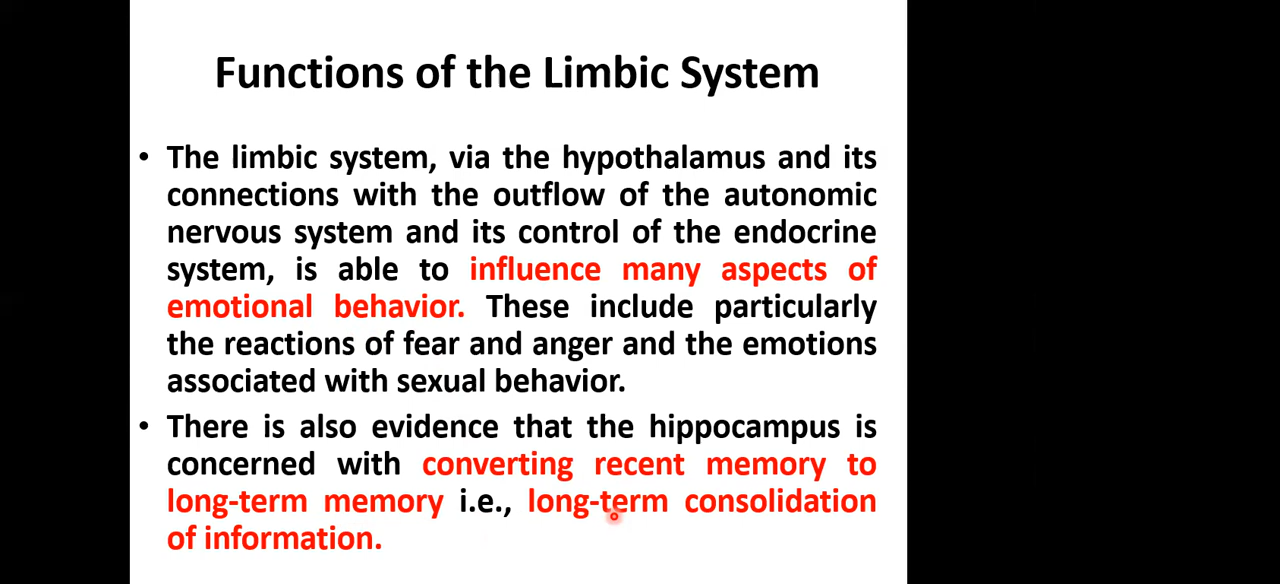 Functions of the Limbic System
• The limbic system, via the hypothalamus and its
connections with the outflow of the autonomic
nervous system and its control of the endocrine
system, is able to influence many aspects of
emotional behavior. These include particularly
the reactions of fear and anger and the emotions
associated with sexual behavior.
• There is also evidence that the hippocampus is
concerned with converting recent memory to
long-term memory i.e., long-term consolidation
of information.